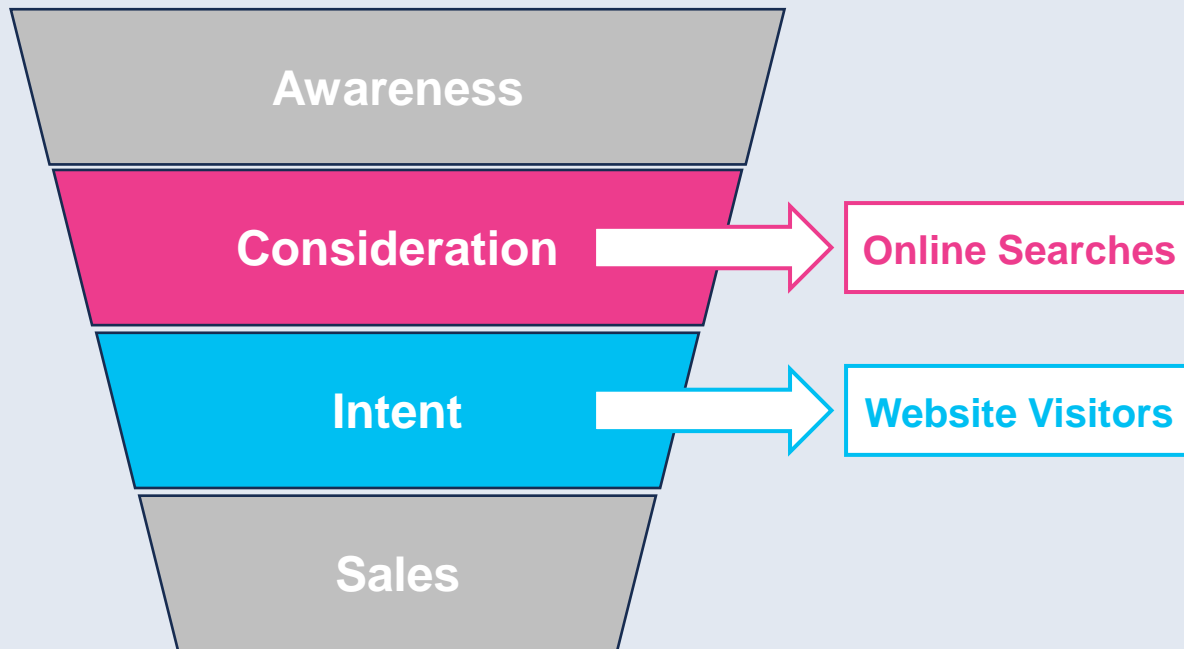 Awareness
Consideration
Online Searches
Intent
Website Visitors
Sales